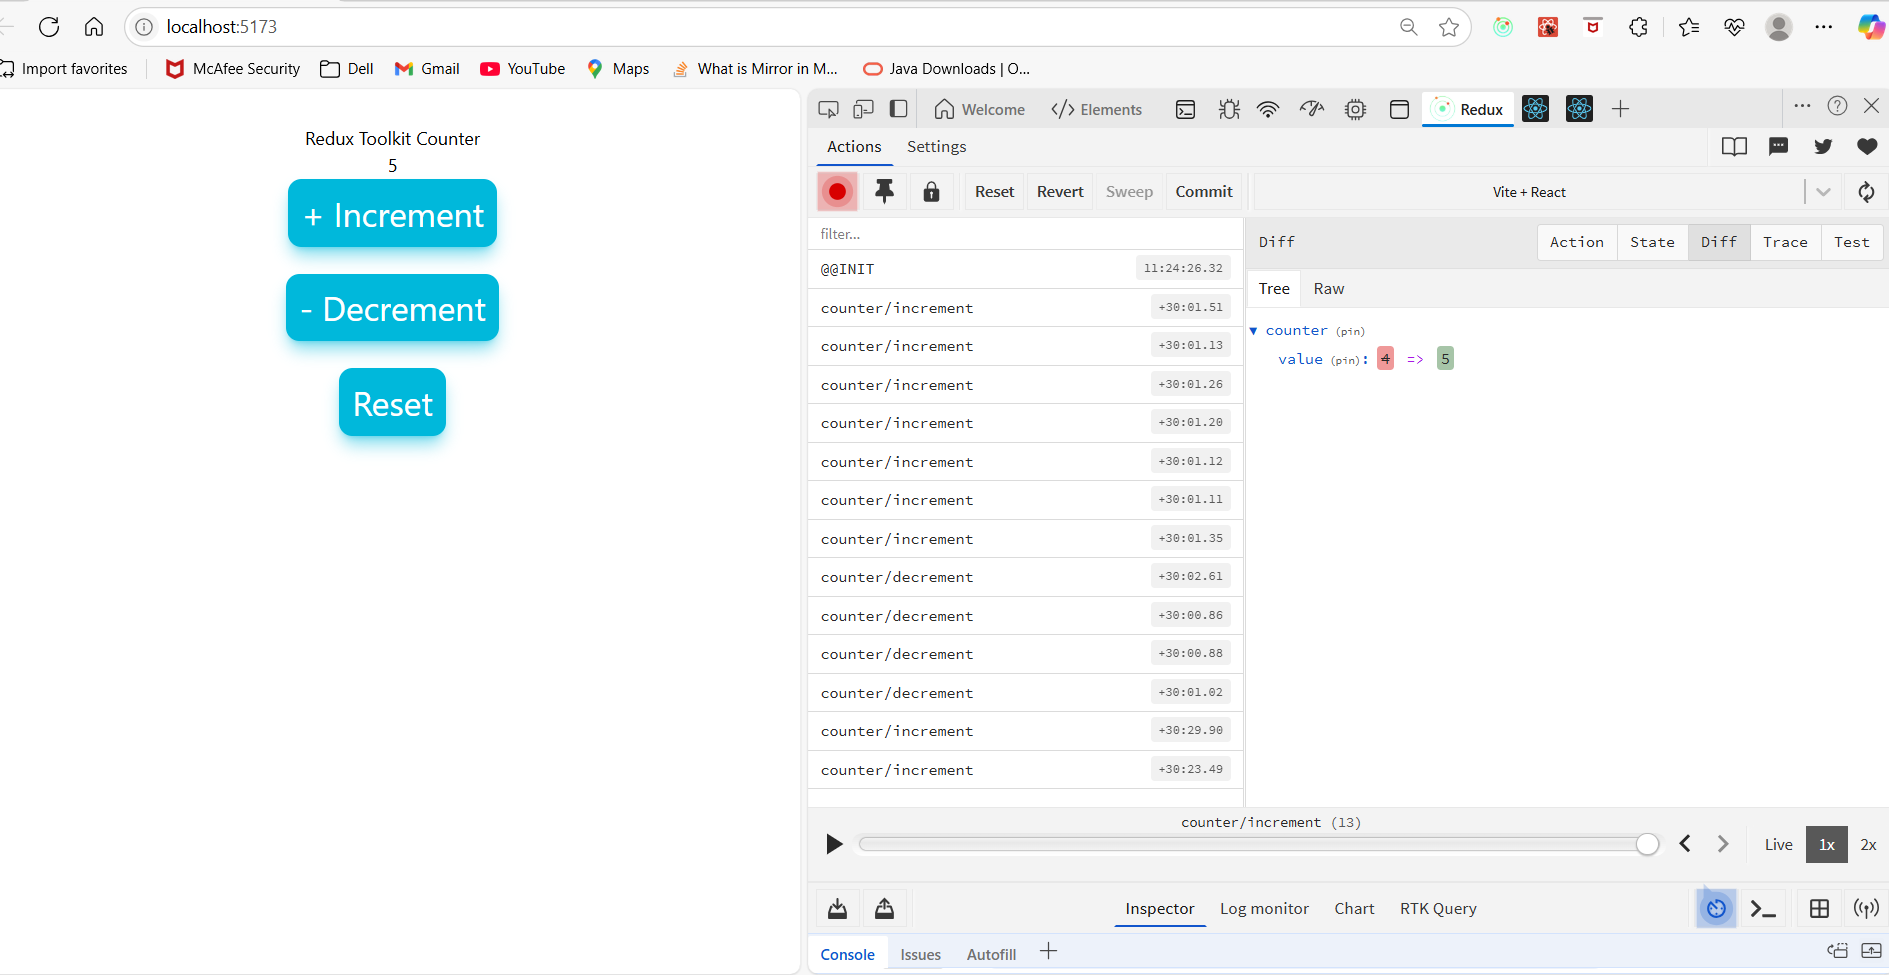 localhost:5173
Import favorites
McAfee Security
Dell
Gmail
YouTube
Maps
What is Mirror in M...
Java Downloads | O...
Redux Toolkit Counter
5
+ Increment
- Decrement
Reset
Welcome
</> Elements
Redux
Actions
Settings
Reset
Revert
Sweep
Commit
Vite + React
filter...
@@INIT 11:24:26.32
counter/increment +30:01.51
counter/increment +30:01.13
counter/increment +30:01.26
counter/increment +30:01.20
counter/increment +30:01.12
counter/increment +30:01.11
counter/increment +30:01.35
counter/decrement +30:02.61
counter/decrement +30:00.86
counter/decrement +30:00.88
counter/decrement +30:01.02
counter/increment +30:29.90
counter/increment +30:23.49
Diff
Action
State
Diff
Trace
Test
Tree
Raw
counter (pin)
value (pin): 4 => 5
counter/increment (13)
Live
1x
2x
Inspector
Log monitor
Chart
RTK Query
Console
Issues
Autofill